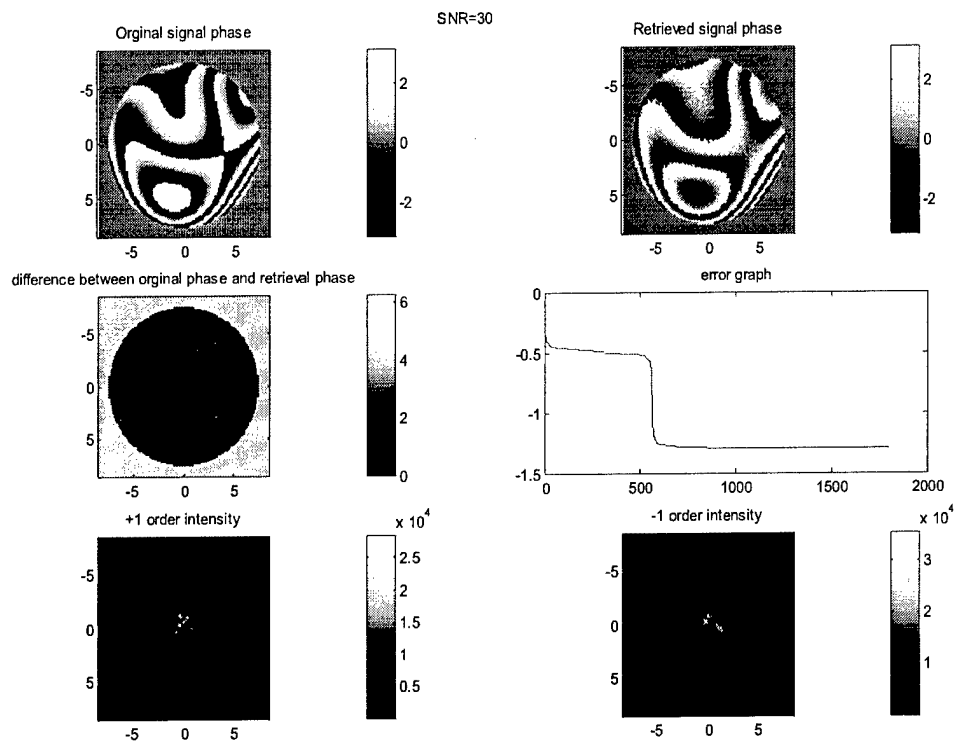 SNR=30
Orginal signal phase
-5
0
5
-5 0 5
2
0
-2
Retrieved signal phase
-5
0
5
-5 0 5
2
0
-2
difference between orginal phase and retrieval phase
-5
0
5
-5 0 5
6
4
2
0
error graph
0
-0.5
-1
-1.5
0 500 1000 1500 2000
+1 order intensity
-5
0
5
-5 0 5
x 10^4
2.5
2
1.5
1
0.5
-1 order intensity
-5
0
5
-5 0 5
x 10^4
3
2
1